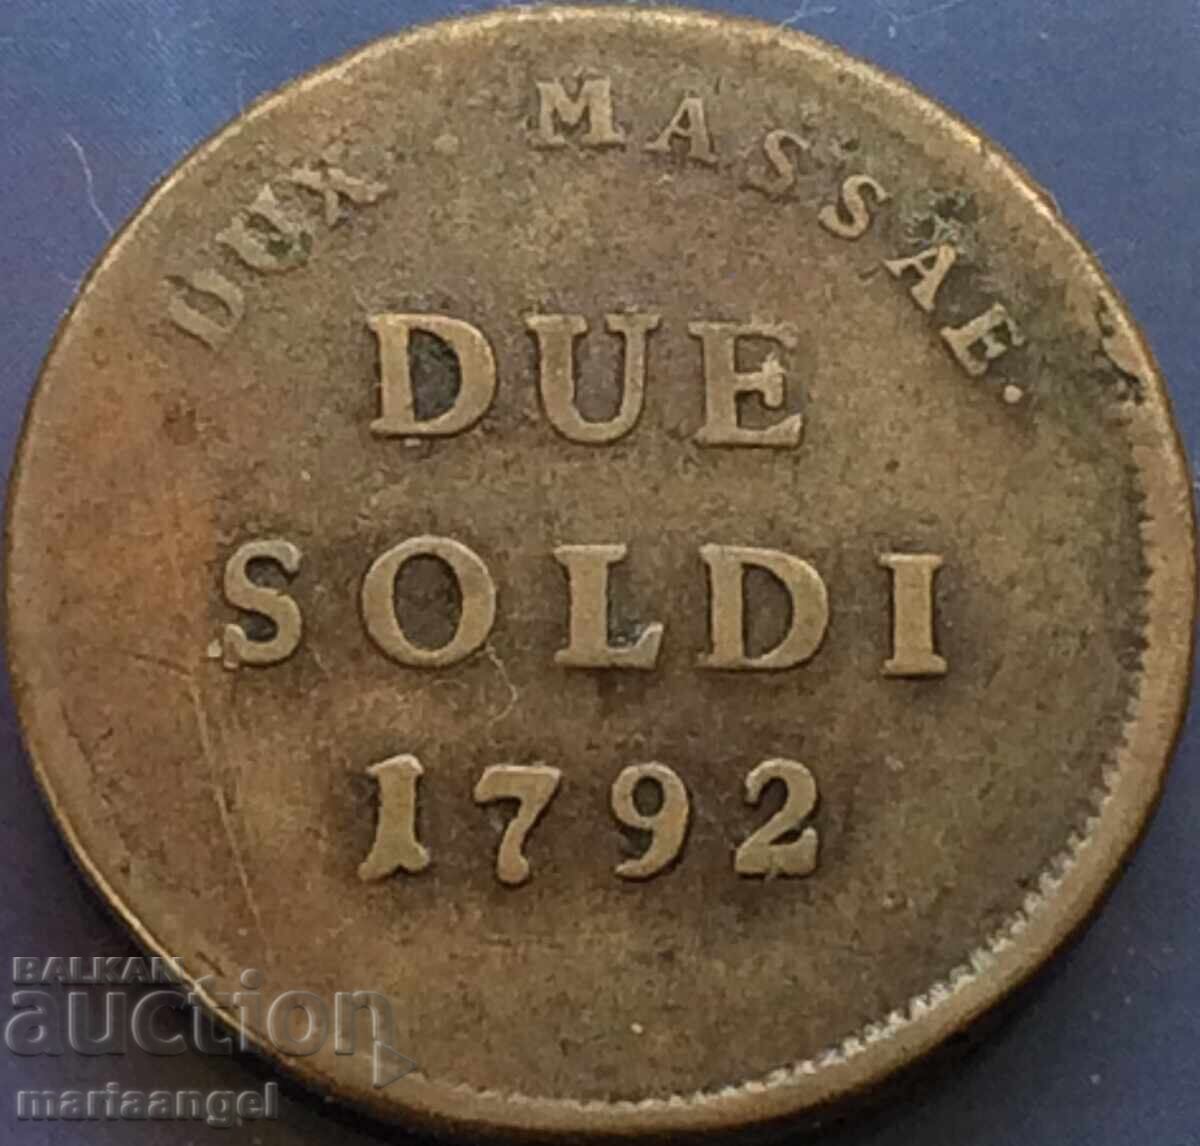 DUX. MASSAE.
DUE
SOLDI
1792
BALKAN
auction
mariaangel